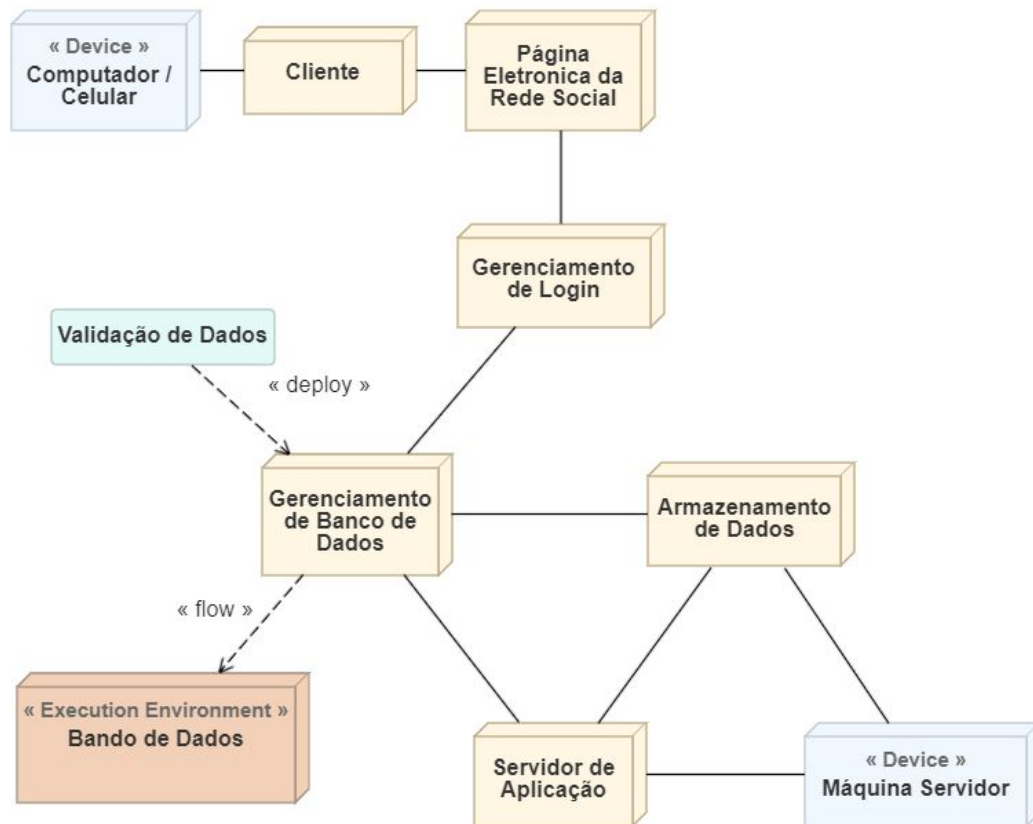 « Device »
Computador /
Celular
Cliente
Página
Eletronica da
Rede Social
Gerenciamento
de Login
Validação de Dados
« deploy »
Gerenciamento
de Banco de
Dados
Armazenamento
de Dados
« flow »
« Execution Environment »
Bando de Dados
Servidor de
Aplicação
« Device »
Máquina Servidor